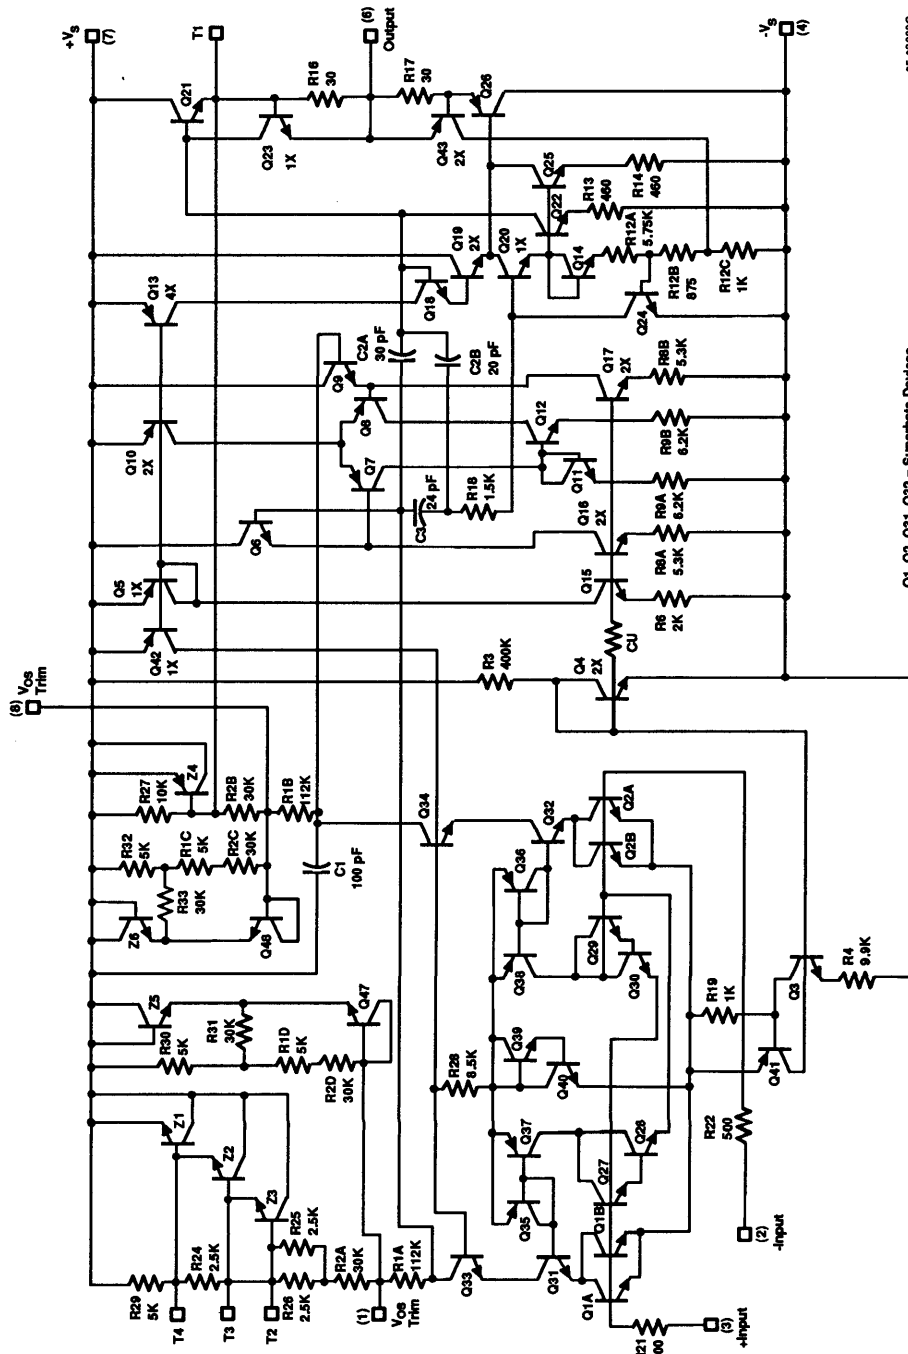 +VS
(7)
T1
(6)
Output
-VS
(4)
Q21
R16
30
R17
30
Q23
1X
Q43
2X
Q26
Q25
R14
460
R13
460
Q22
Q19
2X
Q20
1X
Q14
R12A
5.75K
R12B
875
R12C
1K
Q24
Q13
4X
Q18
C2A
30 pF
C2B
20 pF
Q9
Q8
Q17
2X
R8B
5.3K
Q10
2X
Q7
Q12
R9B
6.2K
Q11
R9A
6.2K
24 pF
C3
R18
1.5K
Q16
2X
R8A
5.3K
Q6
Q5
1X
Q15
R6
2K
Q42
1X
CU
R3
400K
Q4
2X
(8) VOS
Trim
Z4
R27
10K
R2B
30K
R1B
112K
R32
5K
R1C
5K
R2C
30K
R33
30K
Z6
Q48
C1
100 pF
Q34
Q32
Q2A
Q2B
Q36
Q38
Q29
Q30
Z5
R30
5K
R31
30K
R1D
5K
R2D
30K
Q47
Q39
Q40
R28
8.5K
R19
1K
Q3
R4
9.9K
Q41
Z1
Z2
Z3
R29
5K
R24
2.5K
R25
2.5K
R26
2.5K
R2A
30K
R1A
112K
T4
T3
T2
(1)
VOS
Trim
Q37
Q35
Q33
Q31
Q27
Q26
Q1B
Q1A
R22
500
(2)
-Input
(3)
+Input